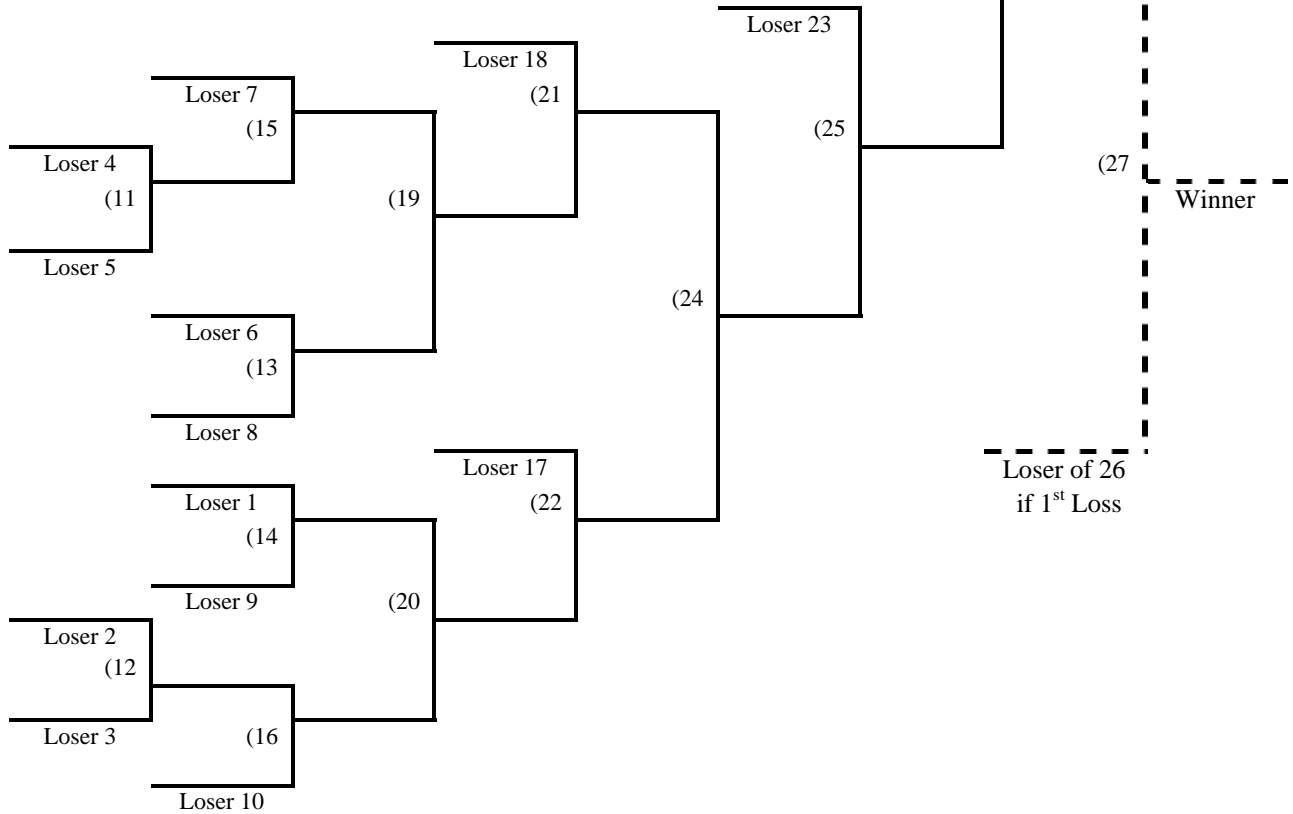 Loser 23
Loser 18
Loser 7
(21
(15
(25
Loser 4
(27
(11
(19
Winner
Loser 5
(24
Loser 6
(13
Loser 8
Loser 17
Loser of 26
if 1st Loss
Loser 1
(22
(14
Loser 9
(20
Loser 2
(12
Loser 3
(16
Loser 10